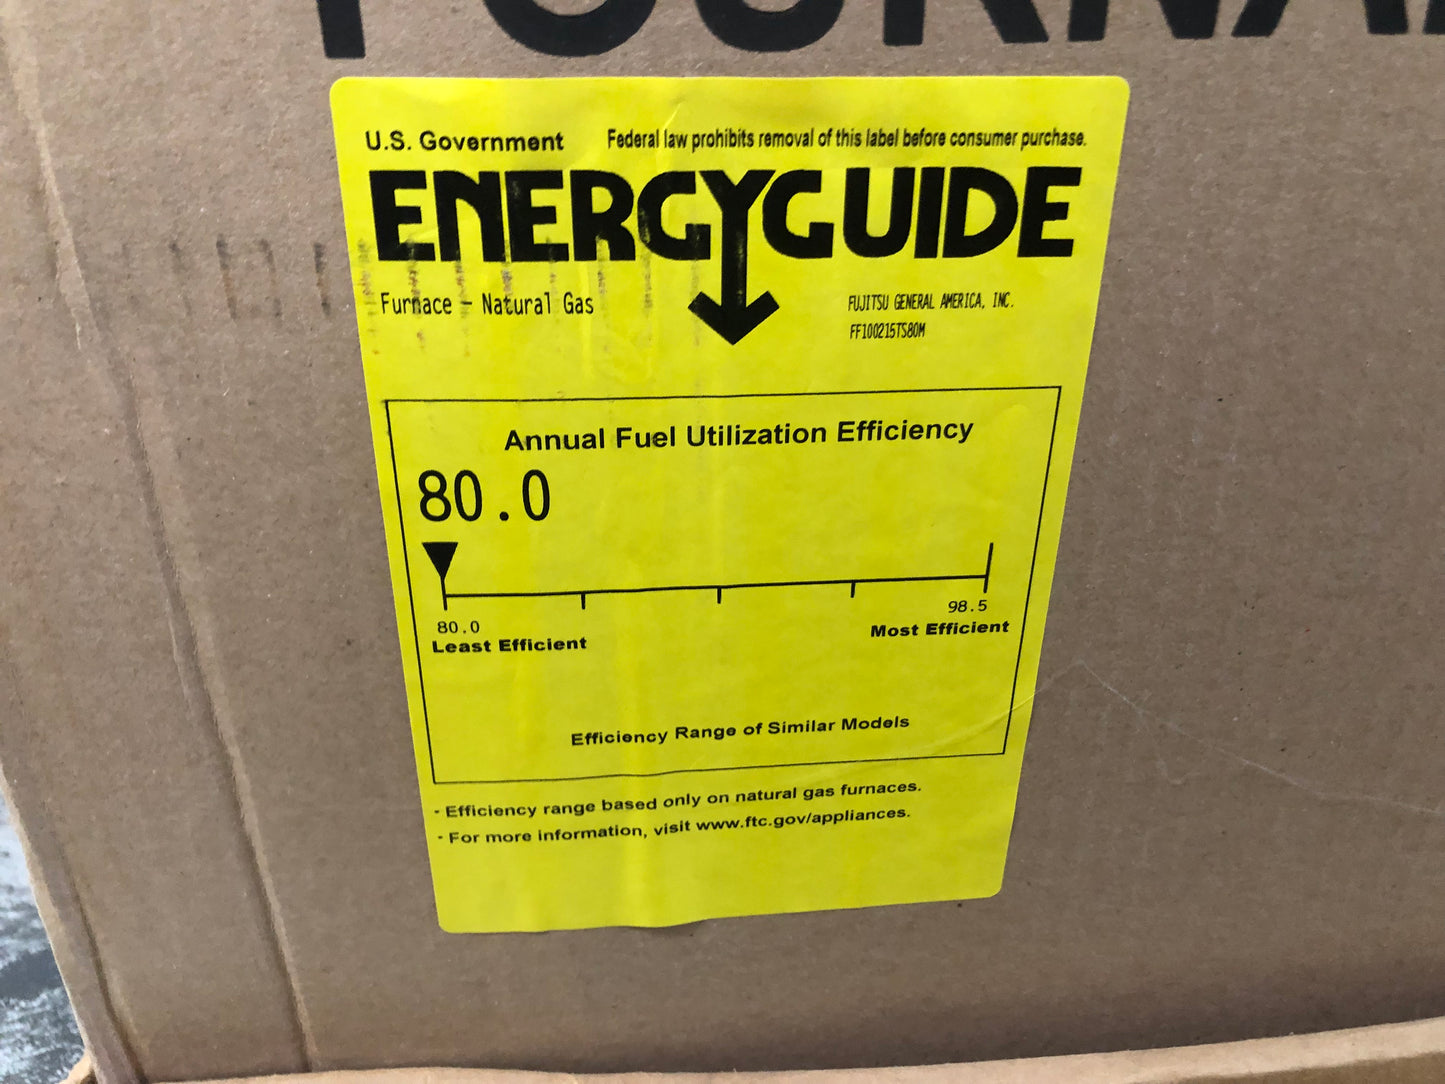 U.S. Government Federal law prohibits removal of this label before consumer purchase.
ENERGYGUIDE
Furnace - Natural Gas
FUJITSU GENERAL AMERICA, INC.
FF100215TS80M
Annual Fuel Utilization Efficiency
80.0
80.0 98.5
Least Efficient Most Efficient
Efficiency Range of Similar Models
- Efficiency range based only on natural gas furnaces.
- For more information, visit www.ftc.gov/appliances.